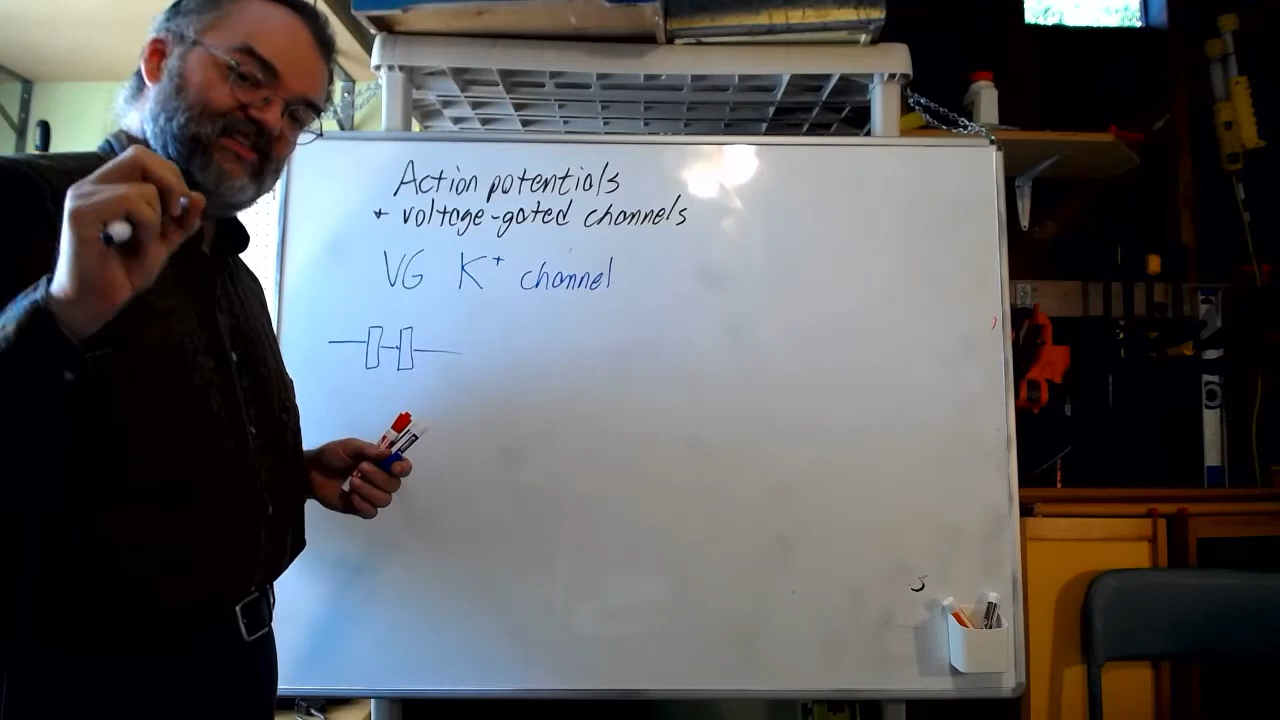 Action potentials
+ voltage-gated channels
VG K⁺ channel